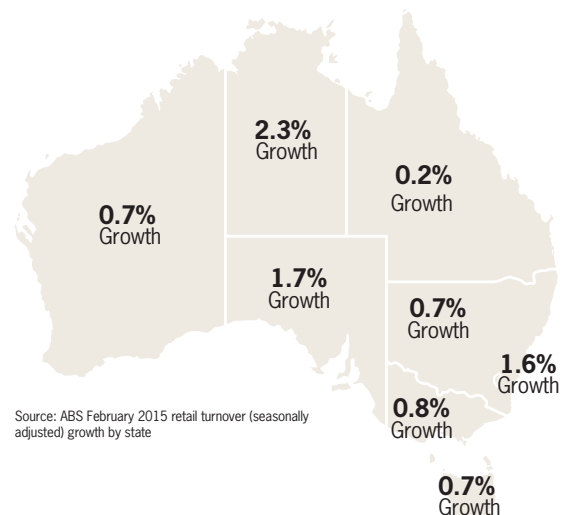 2.3%
Growth
0.2%
Growth
0.7%
Growth
1.7%
Growth
0.7%
Growth
1.6%
Growth
0.8%
Growth
Source: ABS February 2015 retail turnover (seasonally
adjusted) growth by state
0.7%
Growth